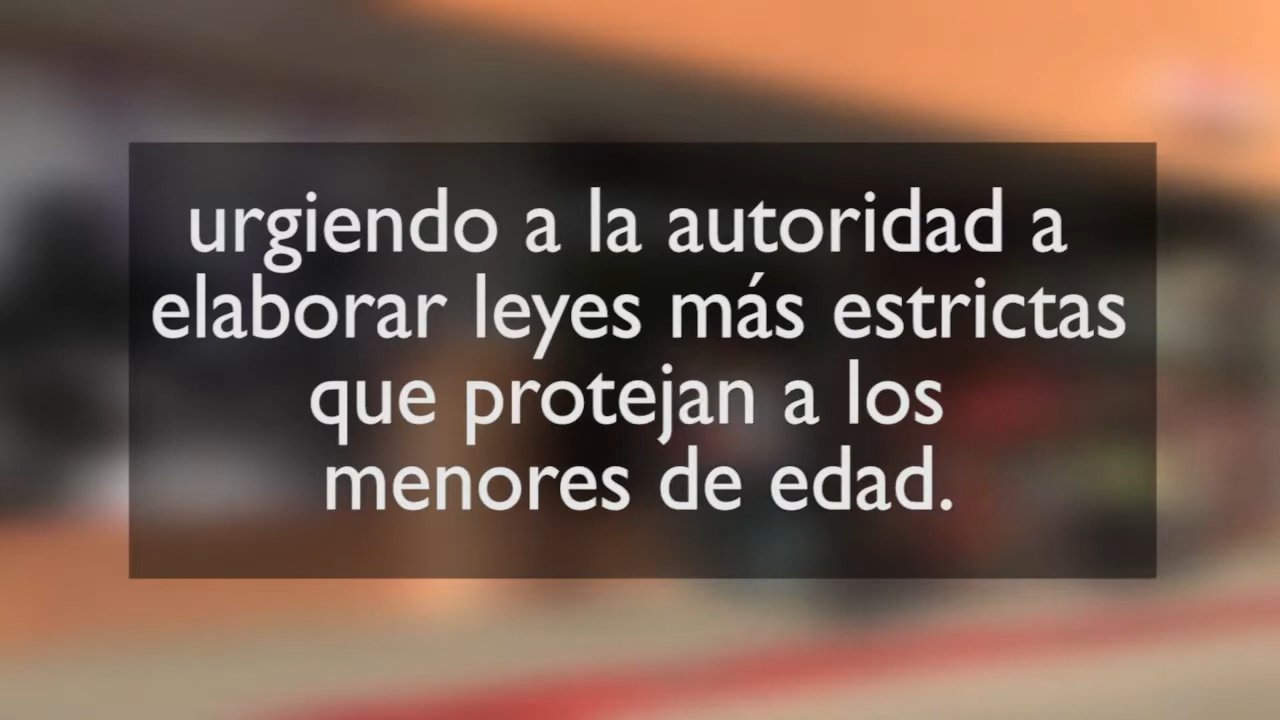 urgiendo a la autoridad a
elaborar leyes más estrictas
que protejan a los
menores de edad.